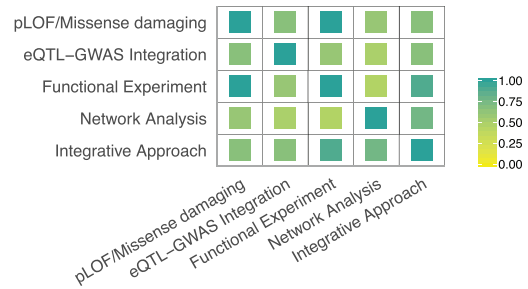 pLOF/Missense damaging
eQTL−GWAS Integration
Functional Experiment
Network Analysis
Integrative Approach
1.00
0.75
0.50
0.25
0.00
pLOF/Missense damaging
eQTL−GWAS Integration
Functional Experiment
Network Analysis
Integrative Approach